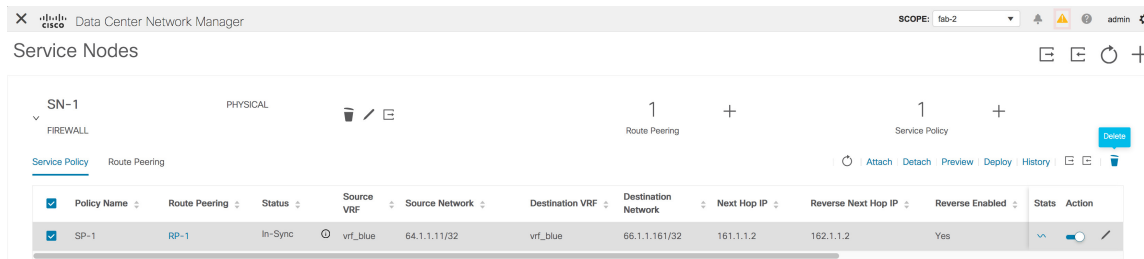 cisco Data Center Network Manager SCOPE: fab-2 admin
Service Nodes
SN-1 PHYSICAL 1 1
FIREWALL Route Peering Service Policy
Delete
Service Policy Route Peering Attach Detach Preview Deploy History
Policy Name Route Peering Status Source VRF Source Network Destination VRF Destination Network Next Hop IP Reverse Next Hop IP Reverse Enabled Stats Action
SP-1 RP-1 In-Sync vrf_blue 64.1.1.11/32 vrf_blue 66.1.1.161/32 161.1.1.2 162.1.1.2 Yes